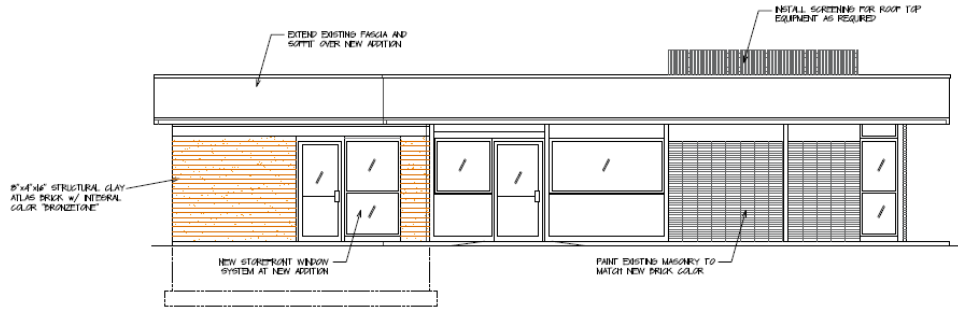 INSTALL SCREENING FOR ROOF TOP
EQUIPMENT AS REQUIRED
EXTEND EXISTING FASCIA AND
SOFFIT OVER NEW ADDITION
8"x4"x16" STRUCTURAL CLAY
ATLAS BRICK w/ INTEGRAL
COLOR "BRONZETONE"
NEW STOREFRONT WINDOW
SYSTEM AT NEW ADDITION
PAINT EXISTING MASONRY TO
MATCH NEW BRICK COLOR